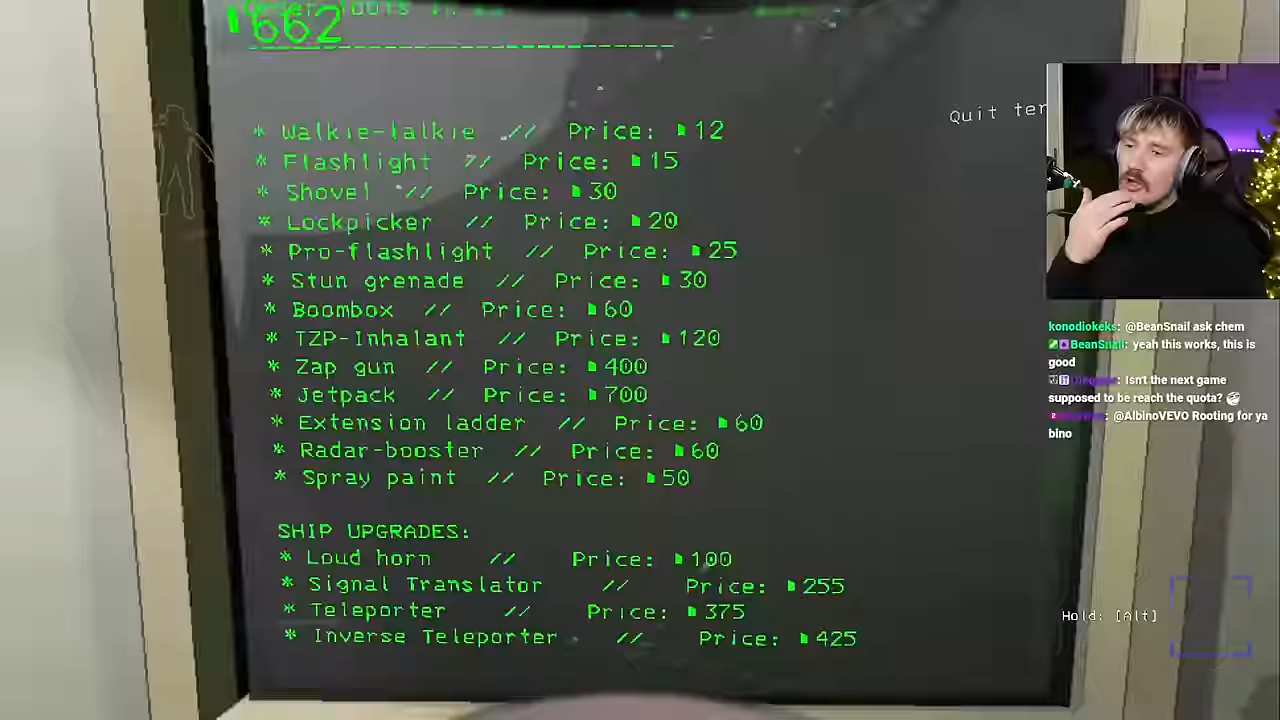 662
* Walkie-talkie // Price: 12
* Flashlight // Price: 15
* Shovel // Price: 30
* Lockpicker // Price: 20
* Pro-flashlight // Price: 25
* Stun grenade // Price: 30
* Boombox // Price: 60
* TZP-Inhalant // Price: 120
* Zap gun // Price: 400
* Jetpack // Price: 700
* Extension ladder // Price: 60
* Radar-booster // Price: 60
* Spray paint // Price: 50
SHIP UPGRADES:
* Loud horn // Price: 100
* Signal Translator // Price: 255
* Teleporter // Price: 375
* Inverse Teleporter // Price: 425
Quit ter
konodiokeks: @BeanSnail ask chem
BeanSnail: yeah this works, this is
good
: Isn't the next game
supposed to be reach the quota?
: @AlbinoVEVO Rooting for ya
bino
Hold: [Alt]